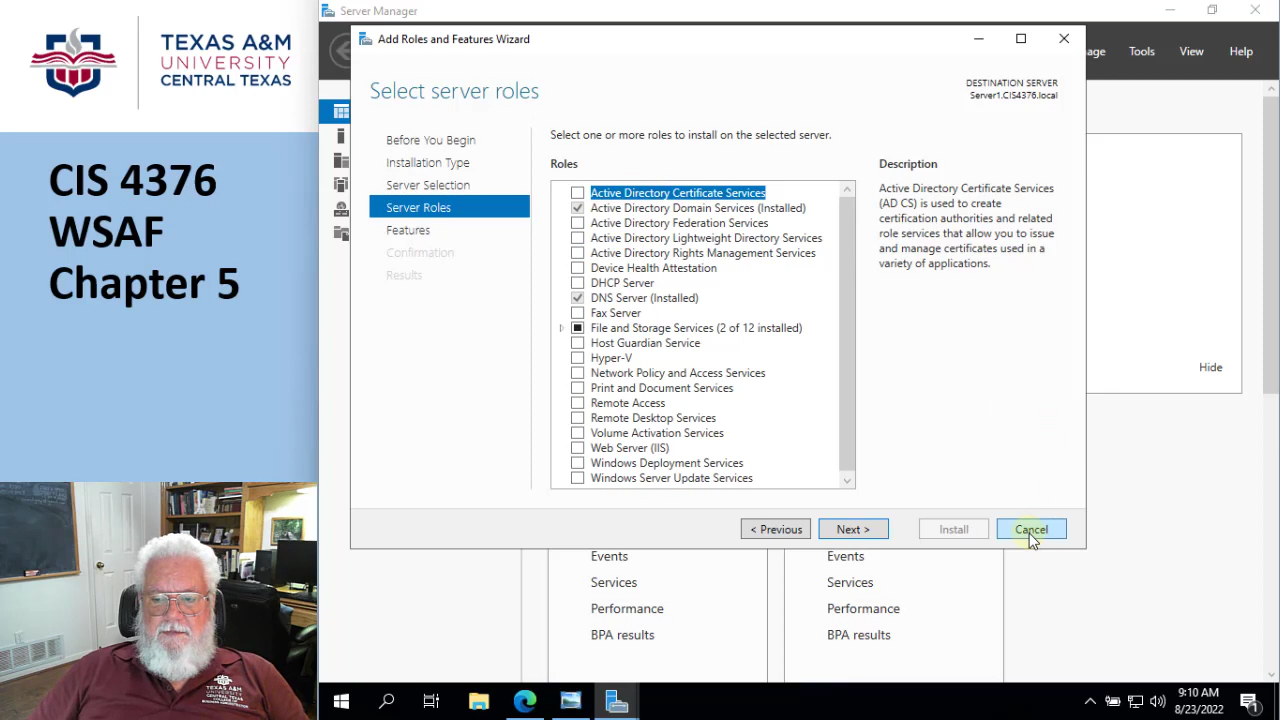 TEXAS A&M
UNIVERSITY
CENTRAL TEXAS
CIS 4376
WSAF
Chapter 5
Server Manager
Manage
Tools
View
Help
Add Roles and Features Wizard
Select server roles
DESTINATION SERVER
Server1.CIS4376.local
Before You Begin
Installation Type
Server Selection
Server Roles
Features
Confirmation
Results
Select one or more roles to install on the selected server.
Roles
Active Directory Certificate Services
Active Directory Domain Services (Installed)
Active Directory Federation Services
Active Directory Lightweight Directory Services
Active Directory Rights Management Services
Device Health Attestation
DHCP Server
DNS Server (Installed)
Fax Server
File and Storage Services (2 of 12 installed)
Host Guardian Service
Hyper-V
Network Policy and Access Services
Print and Document Services
Remote Access
Remote Desktop Services
Volume Activation Services
Web Server (IIS)
Windows Deployment Services
Windows Server Update Services
Description
Active Directory Certificate Services
(AD CS) is used to create
certification authorities and related
role services that allow you to issue
and manage certificates used in a
variety of applications.
Hide
< Previous
Next >
Install
Cancel
Events
Services
Performance
BPA results
Events
Services
Performance
BPA results
9:10 AM
8/23/2022
1
TEXAS A&M
UNIVERSITY
CENTRAL TEXAS